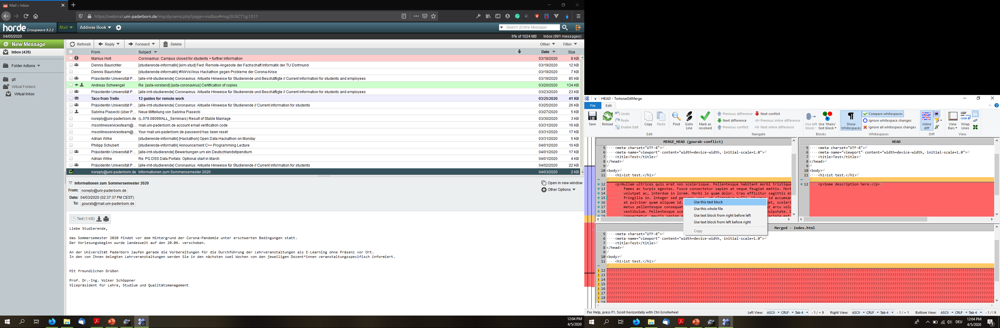 Mail :: Inbox
https://webmail.uni-paderborn.de/imp/dynamic.php?page=mailbox#msg:SU5CT1g:1011
horde Groupware 5.2.2 Mail Address Book Search (Entire Message)
04/05/2020 6% of 1024 MB Inbox (991 messages)
New Message
Inbox (426)
Folder Actions
git
Virtual Folders
Virtual Inbox
Refresh Reply Forward Delete Other Filter
From Subject Date Size
Markus Holt Coronavirus: Campus closed for students + further information 03/18/2020 8 KB
Dennis Baurichter [studierende-informatik] [eim-stud] Fwd: Remote-Angebote der Fachschaft Informatik der TU Dortmund 03/19/2020 12 KB
Dennis Baurichter [studierende-informatik] #WirVsVirus Hackathon gegen Probleme der Corona-Krise 03/19/2020 7 KB
Präsidentin Universität P... [alle-imt-studierende] Coronavirus: Aktuelle Hinweise für Studierende und Beschäftigte // Current information for students and employees 03/19/2020 85 KB
Andreas Schwengel Re: [asta-vorstand] [asta-coronavirus] Certification of copies 03/20/2020 134 KB
Präsidentin Universität P... [alle-imt-studierende] Coronavirus: Aktuelle Hinweise für Studierende und Beschäftigte // Current information for students and employees 03/23/2020 23 KB
Taco from Trello 12 guides for remote work 03/25/2020 41 KB
Präsidentin Universität P... [alle-imt-studierende] Coronavirus: Aktuelle Hinweise für Studierende // Current information for students 03/25/2020 26 KB
Sabrina Piasecki (über P... Neue Mitteilung von Sabrina Piasecki 03/27/2020 5 KB
noreply@uni-paderborn.de (L.079.08099/ALL_Seminars) Result of Stable Marriage 03/30/2020 3 KB
msonlineservicesteam@... mail.uni-paderborn.de account email verification code 03/31/2020 16 KB
msonlineservicesteam@... Your mail.uni-paderborn.de password has been reset 03/31/2020 17 KB
Adrian Wilke [studierende-informatik] [Hackathon] Open Data Hackathon on Monday 03/31/2020 5 KB
Philipp Schubert [studierende-informatik] Announcement C++ Programming Lecture 04/01/2020 10 KB
Präsidentin Universität P... [alle-imt-studierende] Bewerbungen um ein Deutschlandstipendium 04/01/2020 17 KB
Adrian Wilke Re: PG DSS Data Portals: Optional start in March 04/01/2020 4 KB
Präsidentin Universität P... [alle-imt-studierende] Coronavirus: Aktuelle Hinweise für Studierende // Current information for students 04/02/2020 22 KB
noreply@uni-paderborn.de Informationen zum Sommersemester 2020 04/03/2020 2 KB
Informationen zum Sommersemester 2020 Open in new window
From: noreply@uni-paderborn.de Other Options
Date: 04/03/2020 (02:37:37 PM CEST)
To: gourab@mail.uni-paderborn.de
Text (1 KB)
Liebe Studierende,
das Sommersemester 2020 findet vor dem Hintergrund der Corona-Pandemie unter erschwerten Bedingungen statt.
Der Vorlesungsbeginn wurde landesweit auf den 20.04. verschoben.
An der Universität Paderborn laufen gerade die Vorbereitungen für die Durchführung der Lehrveranstaltungen als E-Learning ohne Präsenz vor Ort.
In den von Ihnen belegten Lehrveranstaltungen werden Sie in den nächsten zwei Wochen von den jeweiligen Dozent*innen veranstaltungsspezifisch informiert.
Mit freundlichen Grüßen
Prof. Dr.-Ing. Volker Schöppner
Vizepräsident für Lehre, Studium und Qualitätsmanagement
12:04 PM
4/5/2020
HEAD - TortoiseGitMerge
File Edit
Save Reload Undo Redo Enable Edit Copy Paste Find Goto Line Mark as resolved
Previous difference Next conflict
Next difference Previous inline difference
Previous conflict Next inline difference
Use left block Use 'theirs' text block
Show Whitespaces Compare whitespaces
Ignore whitespace changes
Ignore all whitespace changes
Inline diff View Bars Wrap Lines
Edit Navigate Blocks Whitespaces Diff View
MERGE_HEAD (gourab-conflict)
5 <meta charset="UTF-8">
6 <meta name="viewport" content="width=device-width, initial-scale=1.0">
7 <title>Test</title>
8 </head>
9
10 <body>
11 <h1>1st test.</h1>
12 <p>Nullam ultrices quis erat non scelerisque. Pellentesque habitant morbi tristique
13 fames ac turpis egestas. Fusce consectetur sapien at neque feugiat mattis. Morb
14 volutpat ac, interdum in lorem. Morbi in quam dolor. Cras efficitur sagittis mi
15 fringilla in. Integer sed posuere urna, et elementum nulla. Vivamus id accumsan
16 at pulvinar quam aliquam id. get, sceleri
17 metus pellentesque consequat t arcu volu
18 vestibulum. Pellentesque sce vulputate. D
19
HEAD
5 <meta charset="UTF-8">
6 <meta name="viewport" content="width=device-width, initial-scale=1.0">
7 <title>Test</title>
8 </head>
9
10 <body>
11 <h1>1st test.</h1>
12 <p>Some description here.</p>
Use this text block
Use this whole file
Use text block from right before left
Use text block from left before right
Copy
Merged - index.html
5 <meta charset="UTF-8">
6 <meta name="viewport" content="width=device-width, initial-scale=1.0">
7 <title>Test</title>
8 </head>
9
10 <body>
11 <h1>1st test.</h1>
12
13
14
15
16
17
18
19
For Help, press F1. Scroll horizontally with Ctrl-Scrollwheel Left View: ASCII CRLF Tab 4 - 1 / + 9 Right View: ASCII CRLF Tab 4 - 1 / + 1 Bottom View: ASCII CRLF Tab 4 - 1 / ! 9
DEU 12:04 PM
4/5/2020
3